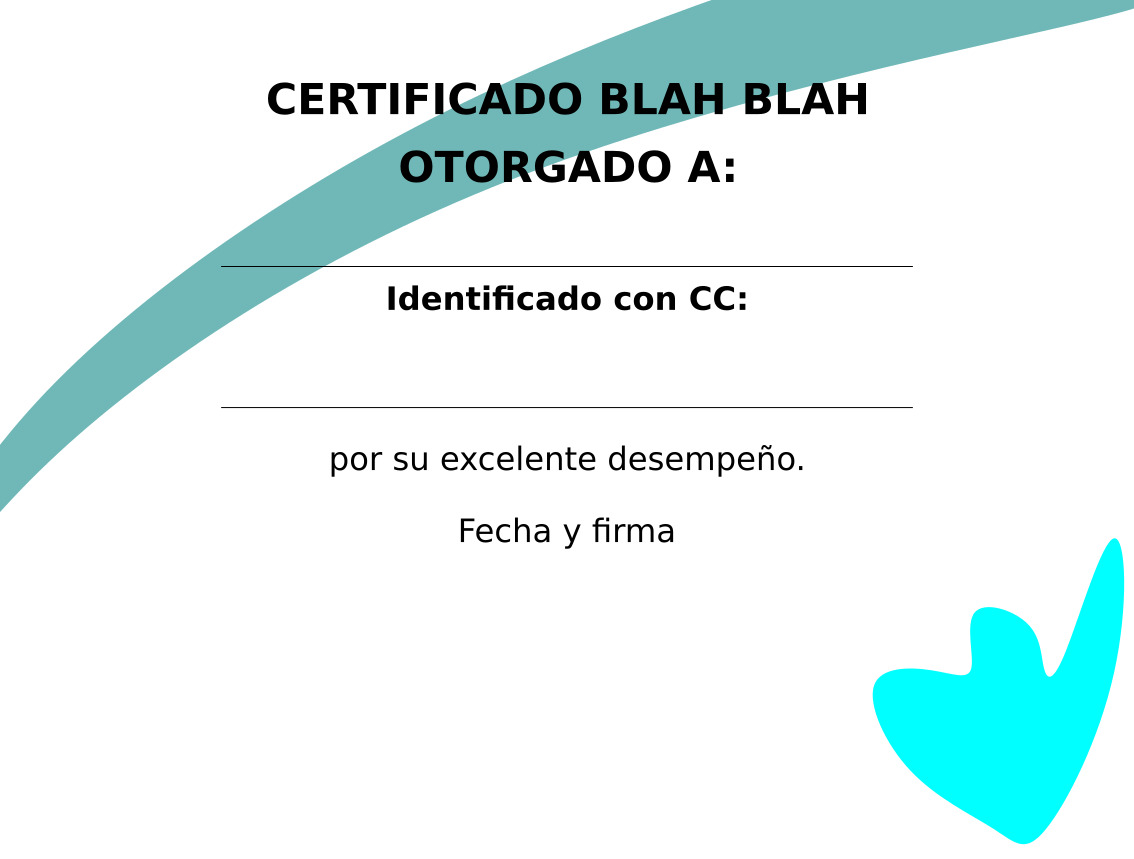 CERTIFICADO BLAH BLAH
OTORGADO A:
Identificado con CC:
por su excelente desempeño.
Fecha y firma